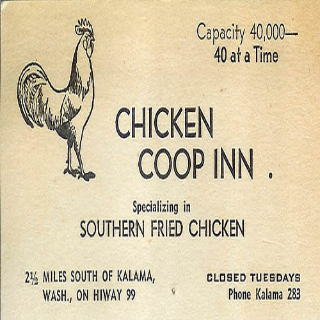 Capacity 40,000—
40 at a Time
CHICKEN
COOP INN .
Specializing in
SOUTHERN FRIED CHICKEN
2½ MILES SOUTH OF KALAMA,
WASH., ON HIWAY 99
CLOSED TUESDAYS
Phone Kalama 283